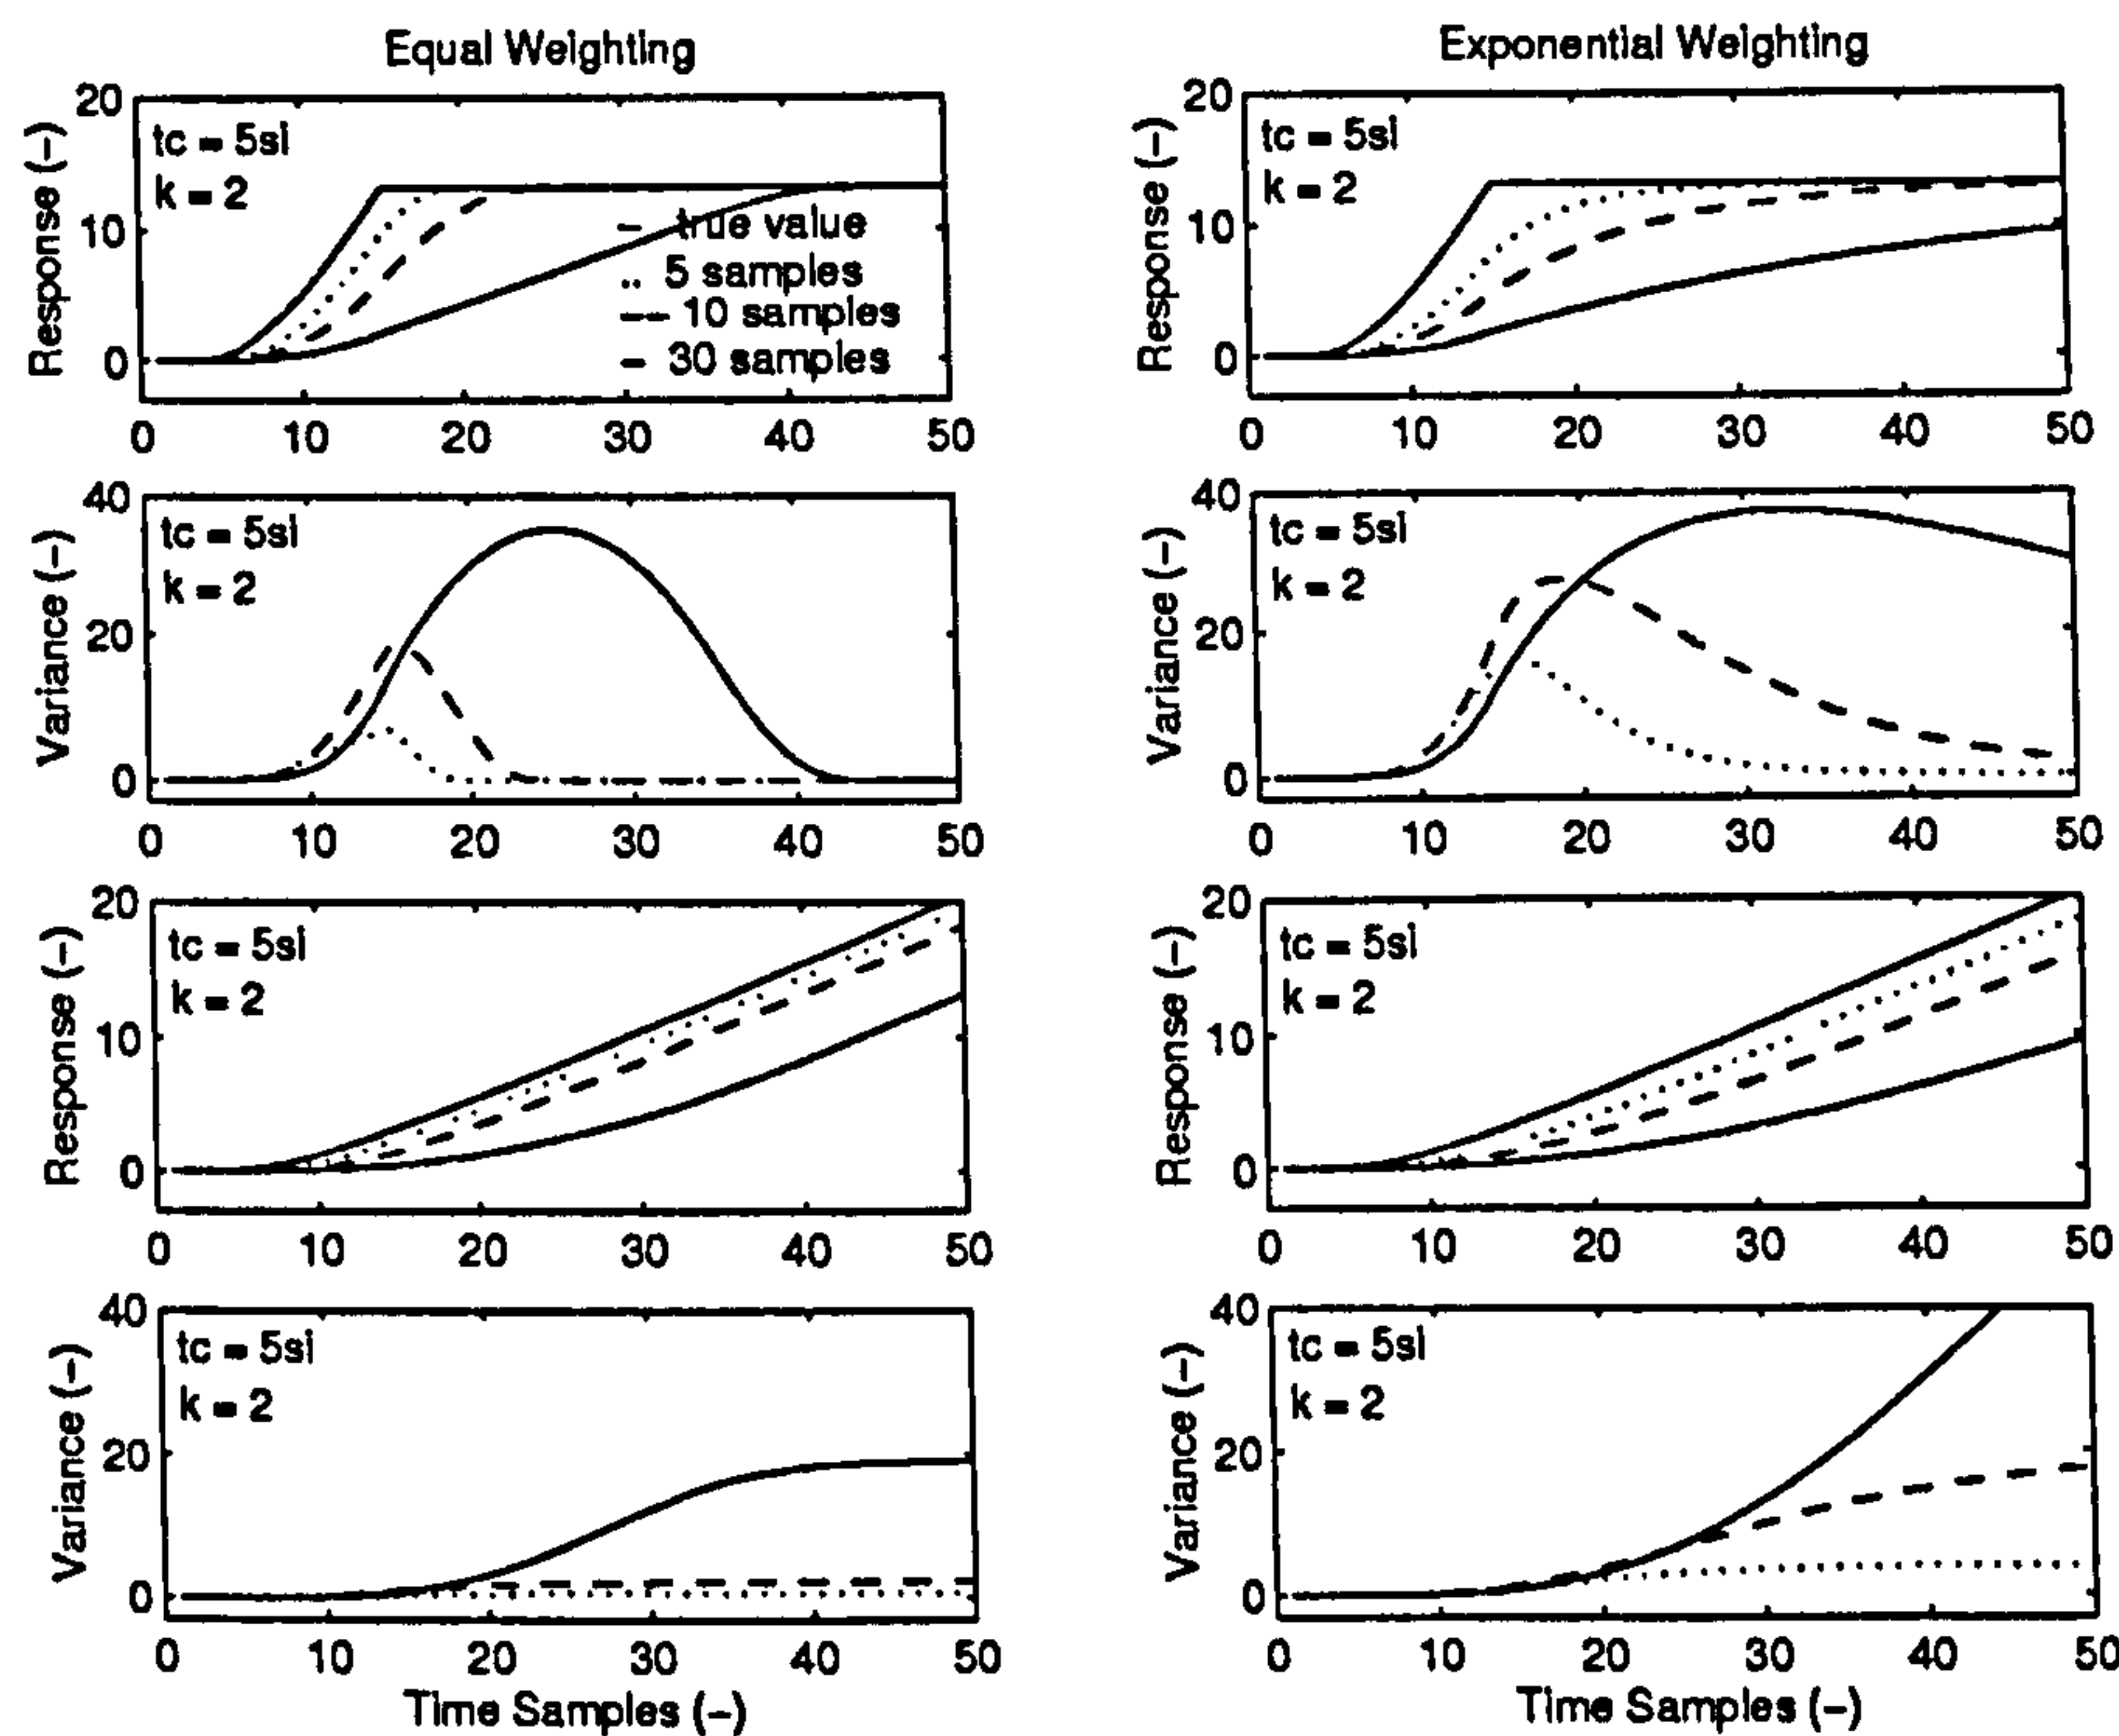 Equal Weighting
20
10
0
Response (-)
tc = 5si
k = 2
- true value
.. 5 samples
-- 10 samples
- 30 samples
0 10 20 30 40 50
40
20
0
Variance (-)
tc = 5si
k = 2
0 10 20 30 40 50
20
10
0
Response (-)
tc = 5si
k = 2
0 10 20 30 40 50
40
20
0
Variance (-)
tc = 5si
k = 2
0 10 20 30 40 50
Time Samples (-)
Exponential Weighting
20
10
0
Response (-)
tc = 5si
k = 2
0 10 20 30 40 50
40
20
0
Variance (-)
tc = 5si
k = 2
0 10 20 30 40 50
20
10
0
Response (-)
tc = 5si
k = 2
0 10 20 30 40 50
40
20
0
Variance (-)
tc = 5si
k = 2
0 10 20 30 40 50
Time Samples (-)